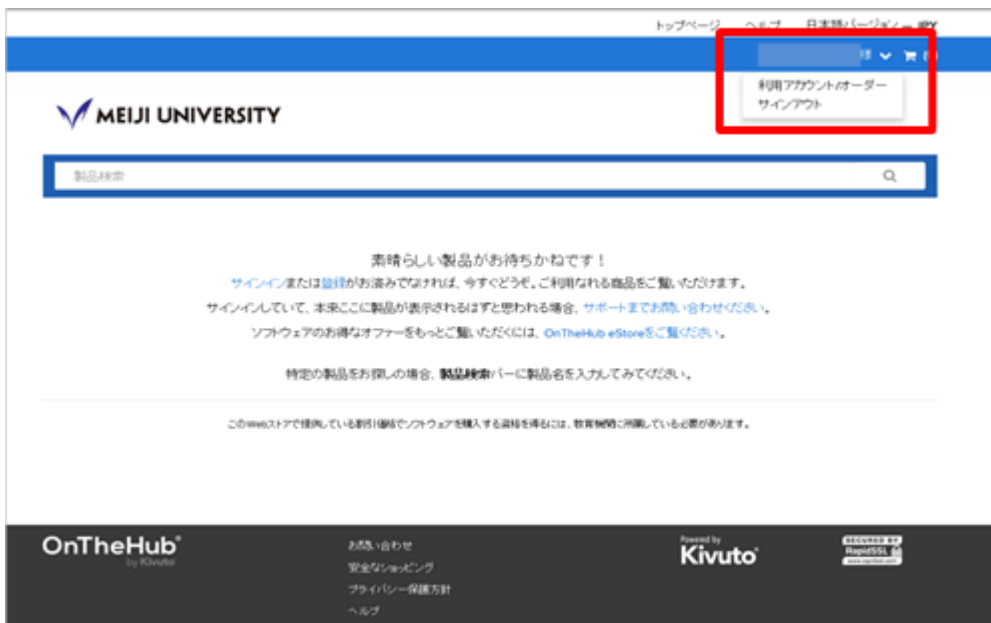 トップページ ヘルプ 日本語バージョン – JPY
様
利用アカウント/オーダー
サインアウト
MEIJI UNIVERSITY
製品検索
素晴らしい製品がお待ちかねです!
サインインまたは登録がお済みでなければ、今すぐどうぞ。ご利用なれる商品をご覧いただけます。
サインインしていて、本来ここに製品が表示されるはずと思われる場合、サポートまでお問い合わせください。
ソフトウェアのお得なオファーをもっとご覧いただくには、OnTheHub eStoreをご覧ください。
特定の製品をお探しの場合、製品検索バーに製品名を入力してみてください。
このWebストアで提供している割引価格でソフトウェアを購入する資格を得るには、教育機関に所属している必要があります。
OnTheHub
by Kivuto
お問い合わせ
安全なショッピング
プライバシー保護方針
ヘルプ
Powered by
Kivuto
SECURED BY
RapidSSL